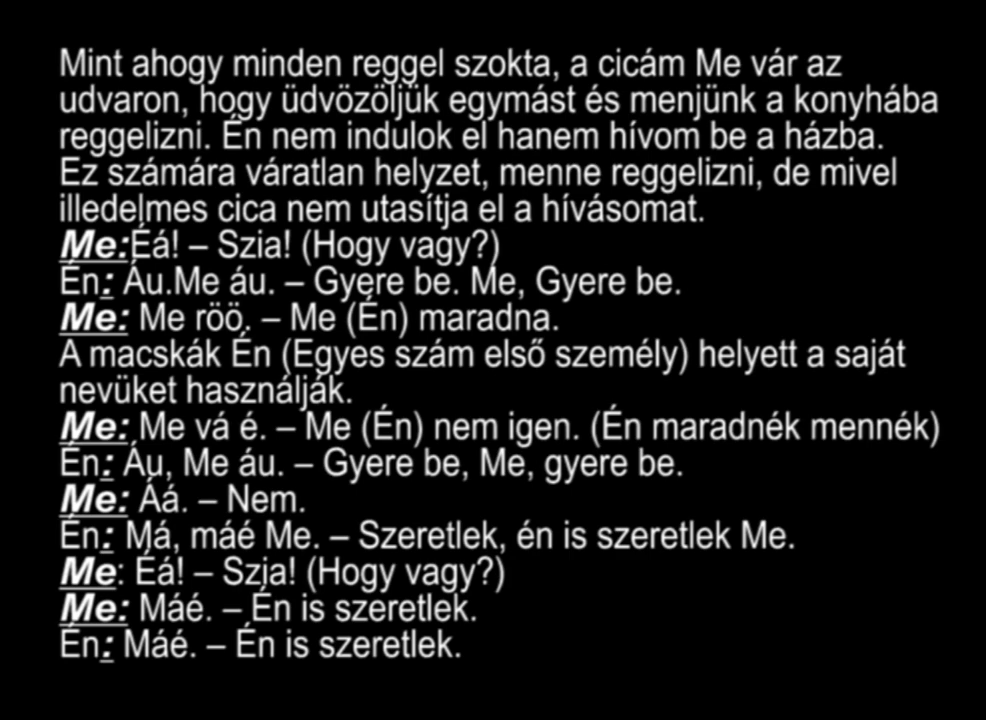 Mint ahogy minden reggel szokta, a cicám Me vár az
udvaron, hogy üdvözöljük egymást és menjünk a konyhába
reggelizni. Én nem indulok el hanem hívom be a házba.
Ez számára váratlan helyzet, menne reggelizni, de mivel
illedelmes cica nem utasítja el a hívásomat.
Me:Éá! – Szia! (Hogy vagy?)
Én: Áu.Me áu. – Gyere be. Me, Gyere be.
Me: Me röö. – Me (Én) maradna.
A macskák Én (Egyes szám első személy) helyett a saját
nevüket használják.
Me: Me vá é. – Me (Én) nem igen. (Én maradnék mennék)
Én: Áu, Me áu. – Gyere be, Me, gyere be.
Me: Áá. – Nem.
Én: Má, máé Me. – Szeretlek, én is szeretlek Me.
Me: Éá! – Szia! (Hogy vagy?)
Me: Máé. – Én is szeretlek.
Én: Máé. – Én is szeretlek.